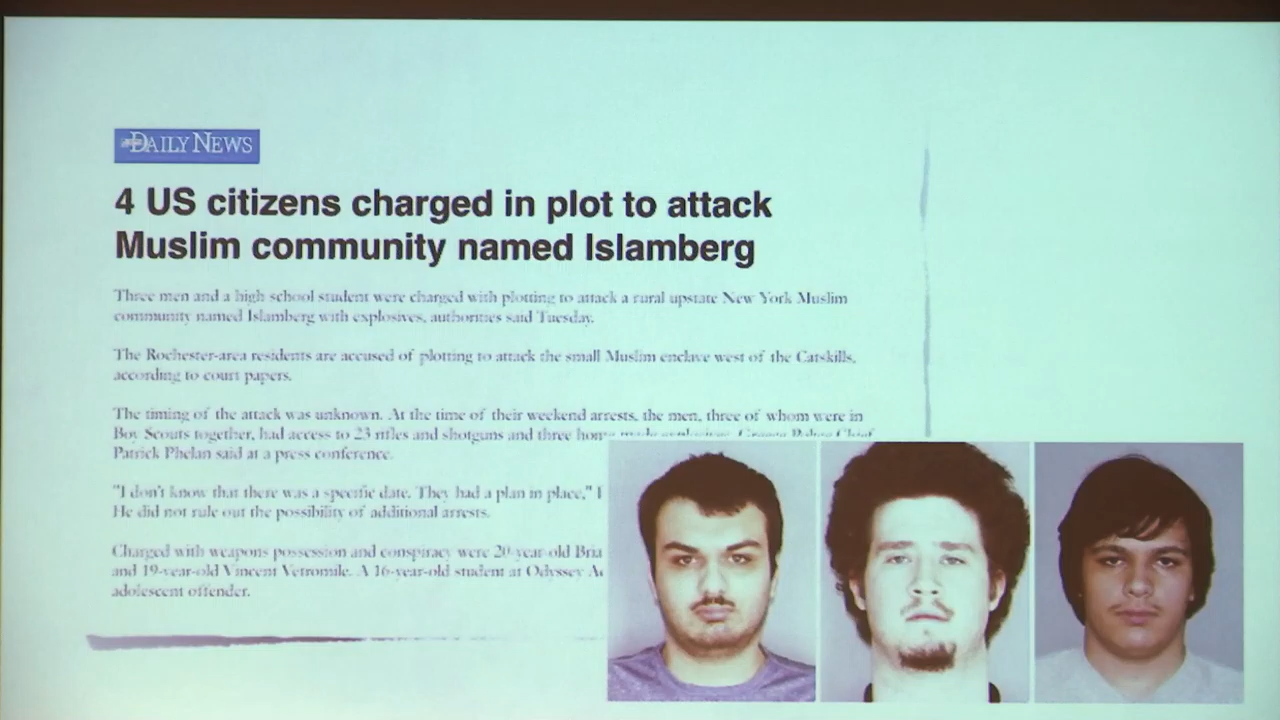 DAILY NEWS
4 US citizens charged in plot to attack
Muslim community named Islamberg
Three men and a high school student were charged with plotting to attack a rural upstate New York Muslim
community named Islamberg with explosives, authorities said Tuesday.
The Rochester-area residents are accused of plotting to attack the small Muslim enclave west of the Catskills,
according to court papers.
The timing of the attack was unknown. At the time of their weekend arrests, the men, three of whom were in
Boy Scouts together, had access to 23 rifles and shotguns and three home
Patrick Phelan said at a press conference.
"I don't know that there was a specific date. They had a plan in place,"
He did not rule out the possibility of additional arrests.
Charged with weapons possession and conspiracy were 20-year-old Bria
and 19-year-old Vincent Vetromile. A 16-year-old student at Odyssey
adolescent offender.